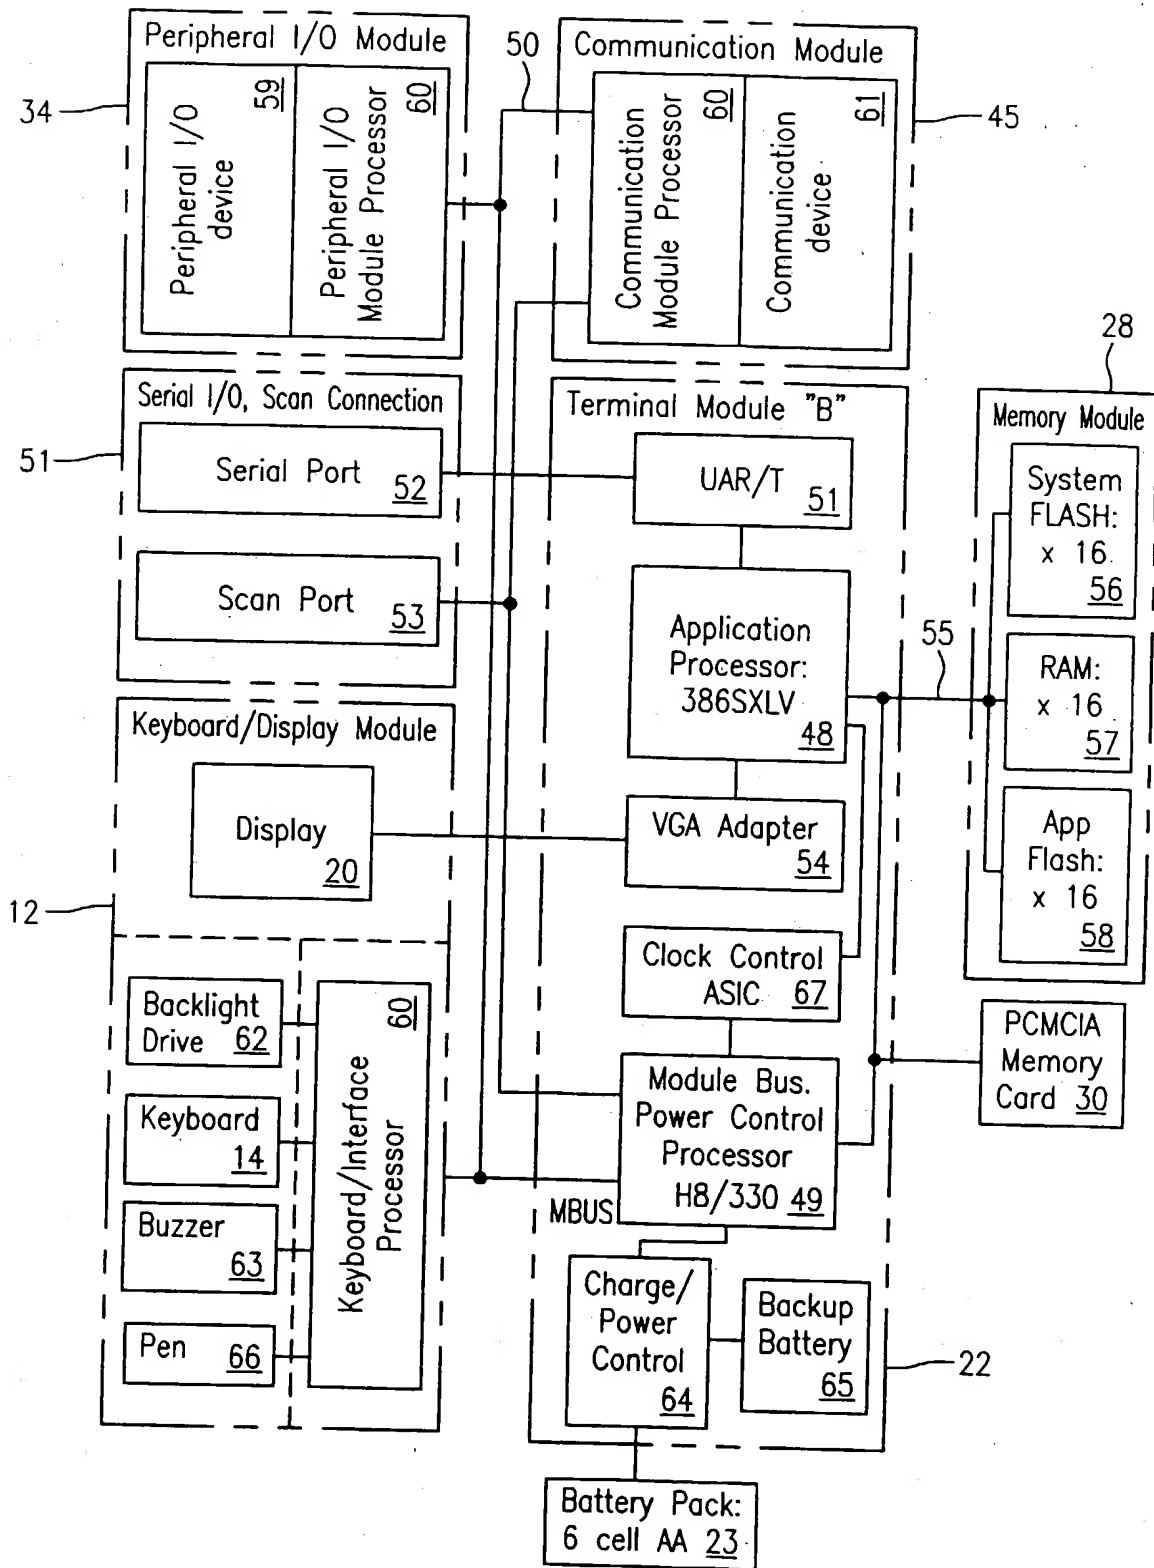 Peripheral I/O Module
Peripheral I/O
device
59
Peripheral I/O
Module Processor
60
34
50
Communication Module
Communication
Module Processor
60
Communication
device
61
45
Serial I/O, Scan Connection
Serial Port
52
Scan Port
53
51
Terminal Module "B"
UAR/T
51
Application
Processor:
386SXLV
48
VGA Adapter
54
Clock Control
ASIC 67
Module Bus.
Power Control
Processor
H8/330 49
MBUS
Charge/
Power
Control
64
Backup
Battery
65
22
28
Memory Module
System
FLASH:
x 16
56
RAM:
x 16
57
App
Flash:
x 16
58
55
PCMCIA
Memory
Card 30
Keyboard/Display Module
Display
20
12
Backlight
Drive 62
Keyboard
14
Buzzer
63
Pen 66
Keyboard/Interface
Processor
60
Battery Pack:
6 cell AA 23